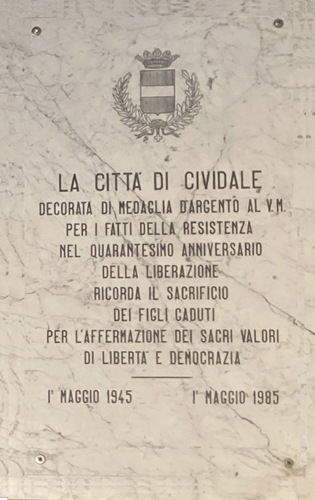 LA CITTÀ DI CIVIDALE
DECORATA DI MEDAGLIA D'ARGENTO AL V.M.
PER I FATTI DELLA RESISTENZA
NEL QUARANTESIMO ANNIVERSARIO
DELLA LIBERAZIONE
RICORDA IL SACRIFICIO
DEI FIGLI CADUTI
PER L'AFFERMAZIONE DEI SACRI VALORI
DI LIBERTÀ E DEMOCRAZIA
1° MAGGIO 1945 1° MAGGIO 1985